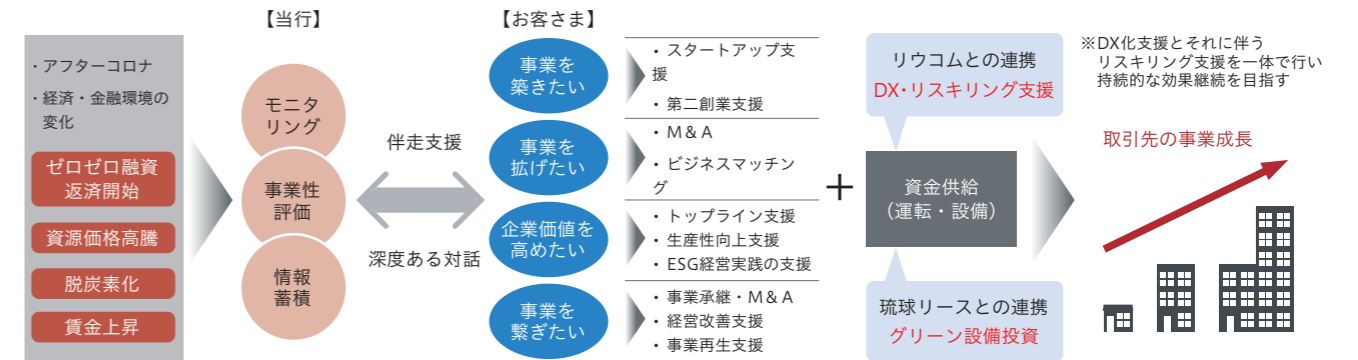 【当行】
【お客さま】
・アフターコロナ
・経済・金融環境の
変化
ゼロゼロ融資
返済開始
資源価格高騰
脱炭素化
賃金上昇
モニタ
リング
事業性
評価
情報
蓄積
伴走支援
深度ある対話
事業を
築きたい
・スタートアップ支
援
・第二創業支援
事業を
拡げたい
・M&A
・ビジネスマッチン
グ
企業価値を
高めたい
・トップライン支援
・生産性向上支援
・ESG経営実践の支援
事業を
繋ぎたい
・事業承継・M&A
・経営改善支援
・事業再生支援
+
リウコムとの連携
DX・リスキリング支援
資金供給
(運転・設備)
琉球リースとの連携
グリーン設備投資
※DX化支援とそれに伴う
リスキリング支援を一体で行い
持続的な効果継続を目指す
取引先の事業成長